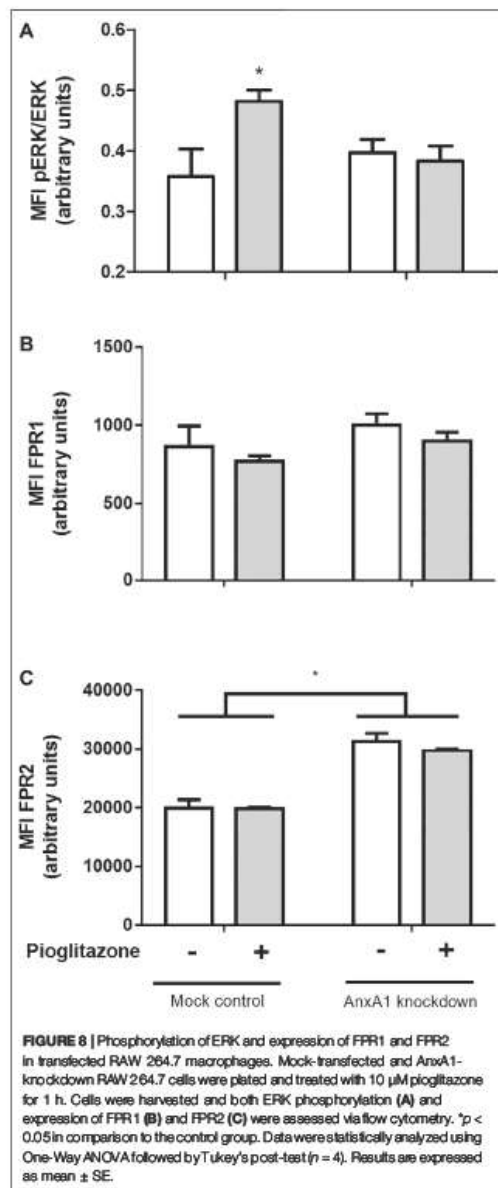 A
MFI pERK/ERK
(arbitrary units)
0.6
0.5
0.4
0.3
0.2
*
B
MFI FPR1
(arbitrary units)
1500
1000
500
0
C
MFI FPR2
(arbitrary units)
40000
30000
20000
10000
0
*
Pioglitazone - + - +
Mock control AnxA1 knockdown
FIGURE 8 | Phosphorylation of ERK and expression of FPR1 and FPR2
in transfected RAW 264.7 macrophages. Mock-transfected and AnxA1-
knockdown RAW 264.7 cells were plated and treated with 10 µM pioglitazone
for 1 h. Cells were harvested and both ERK phosphorylation (A) and
expression of FPR1 (B) and FPR2 (C) were assessed via flow cytometry. *p <
0.05 in comparison to the control group. Data were statistically analyzed using
One-Way ANOVA followed by Tukey's post-test (n = 4). Results are expressed
as mean ± SE.